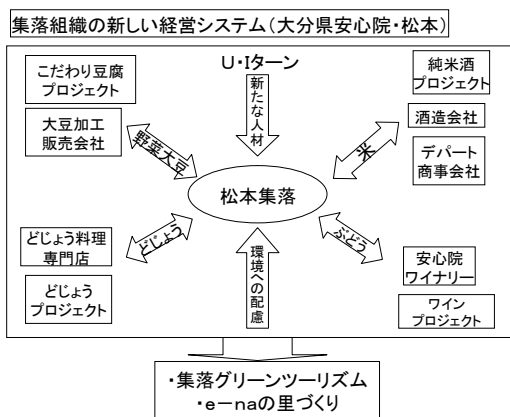 集落組織の新しい経営システム（大分県安心院・松本）
こだわり豆腐
プロジェクト
大豆加工
販売会社
U・Iターン
新たな人材
純米酒
プロジェクト
酒造会社
デパート
商事会社
野菜大豆
米
松本集落
どじょう料理
専門店
どじょう
プロジェクト
どじょう
環境への配慮
ぶどう
安心院
ワイナリー
ワイン
プロジェクト
・集落グリーンツーリズム
・e－naの里づくり